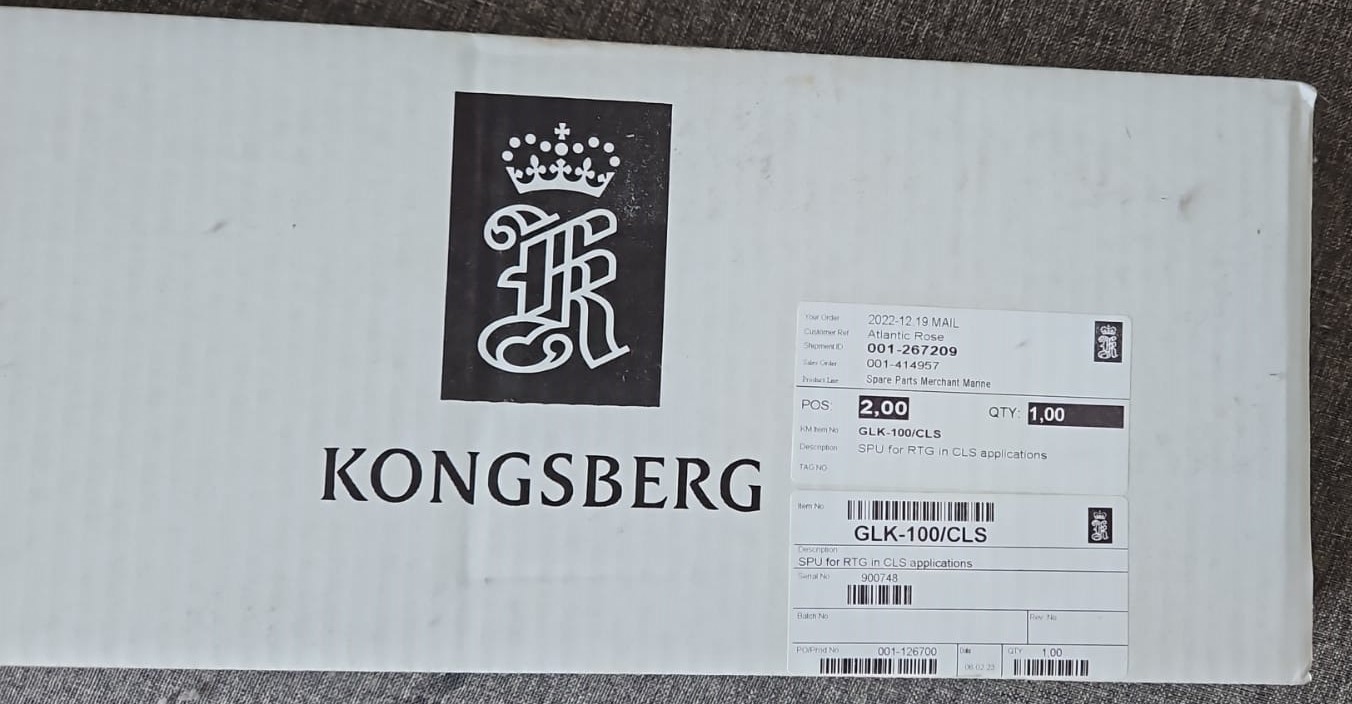 KONGSBERG
Your Order 2022-12.19.MAIL
Customer Ref Atlantic Rose
Shipment ID 001-267209
Sales Order 001-414957
Product Line Spare Parts Merchant Marine
POS: 2,00 QTY: 1,00
KM Item No GLK-100/CLS
Description SPU for RTG in CLS applications
TAG NO
Item No
GLK-100/CLS
Description
SPU for RTG in CLS applications
Serial No 900748
Batch No Rev. No
PO/Prod No 001-126700 Date 06.02.23 QTY 1.00